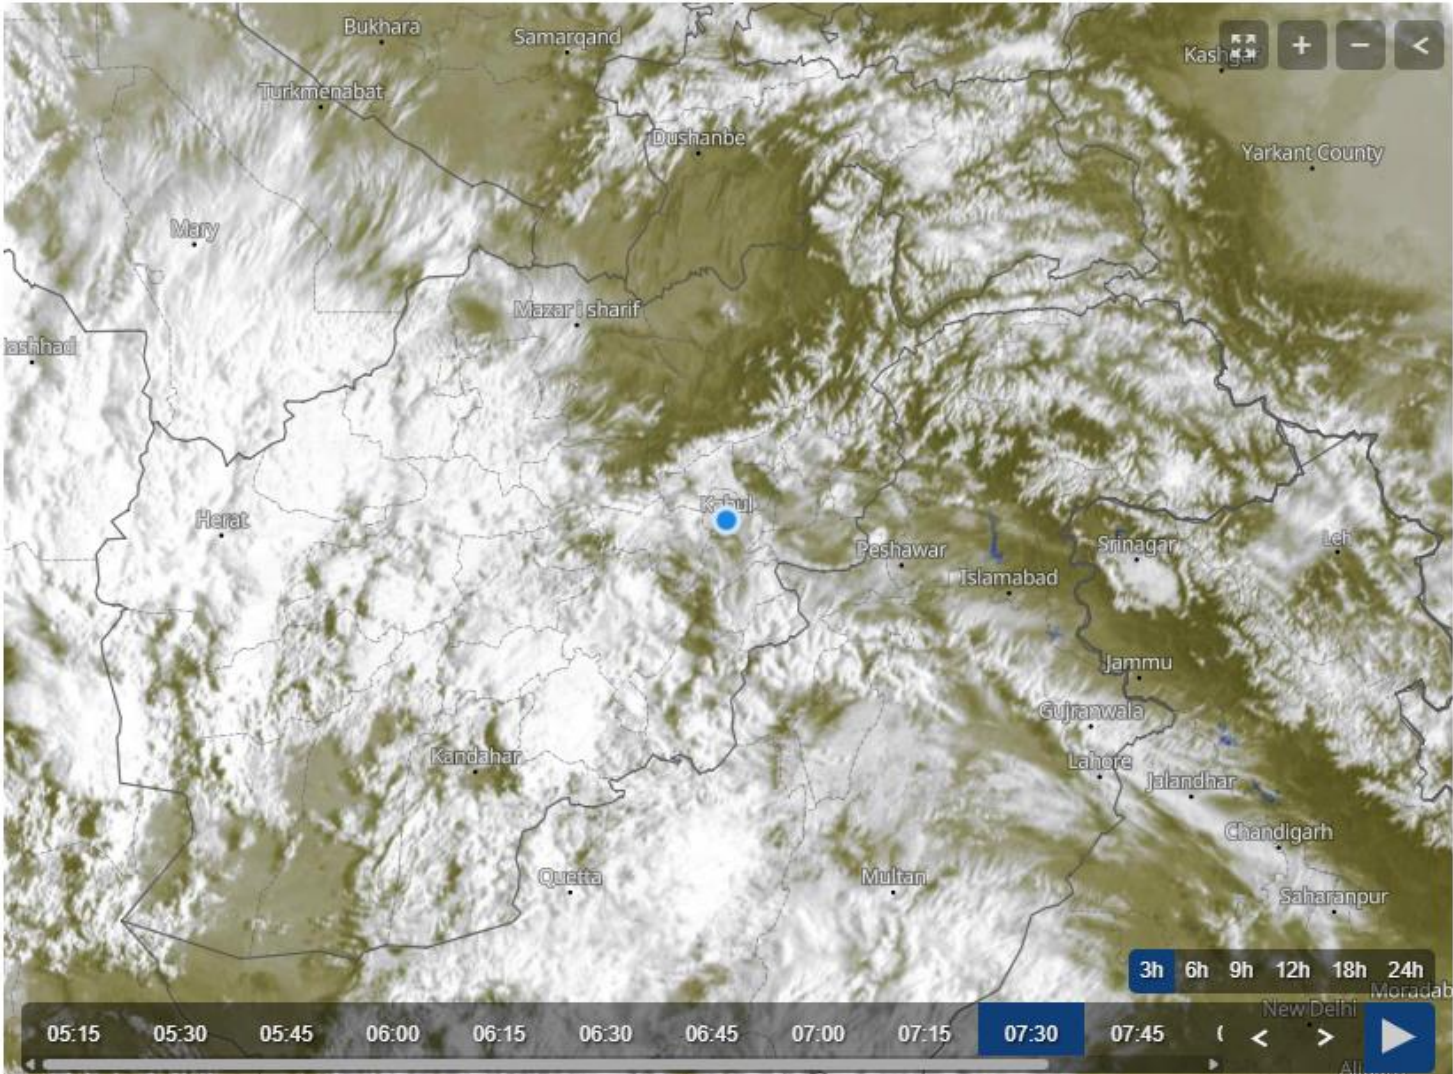 Bukhara
Samarqand
Kashgar
+
−
<
Turkmenabat
Dushanbe
Yarkant County
Mary
Mazar i sharif
Kabul
Herat
Peshawar
Srinagar
Leh
Islamabad
Jammu
Gujranwala
Kandahar
Lahore
Jalandhar
Chandigarh
Quetta
Multan
Saharanpur
3h 6h 9h 12h 18h 24h
New Delhi
05:15 05:30 05:45 06:00 06:15 06:30 06:45 07:00 07:15 07:30 07:45 < >